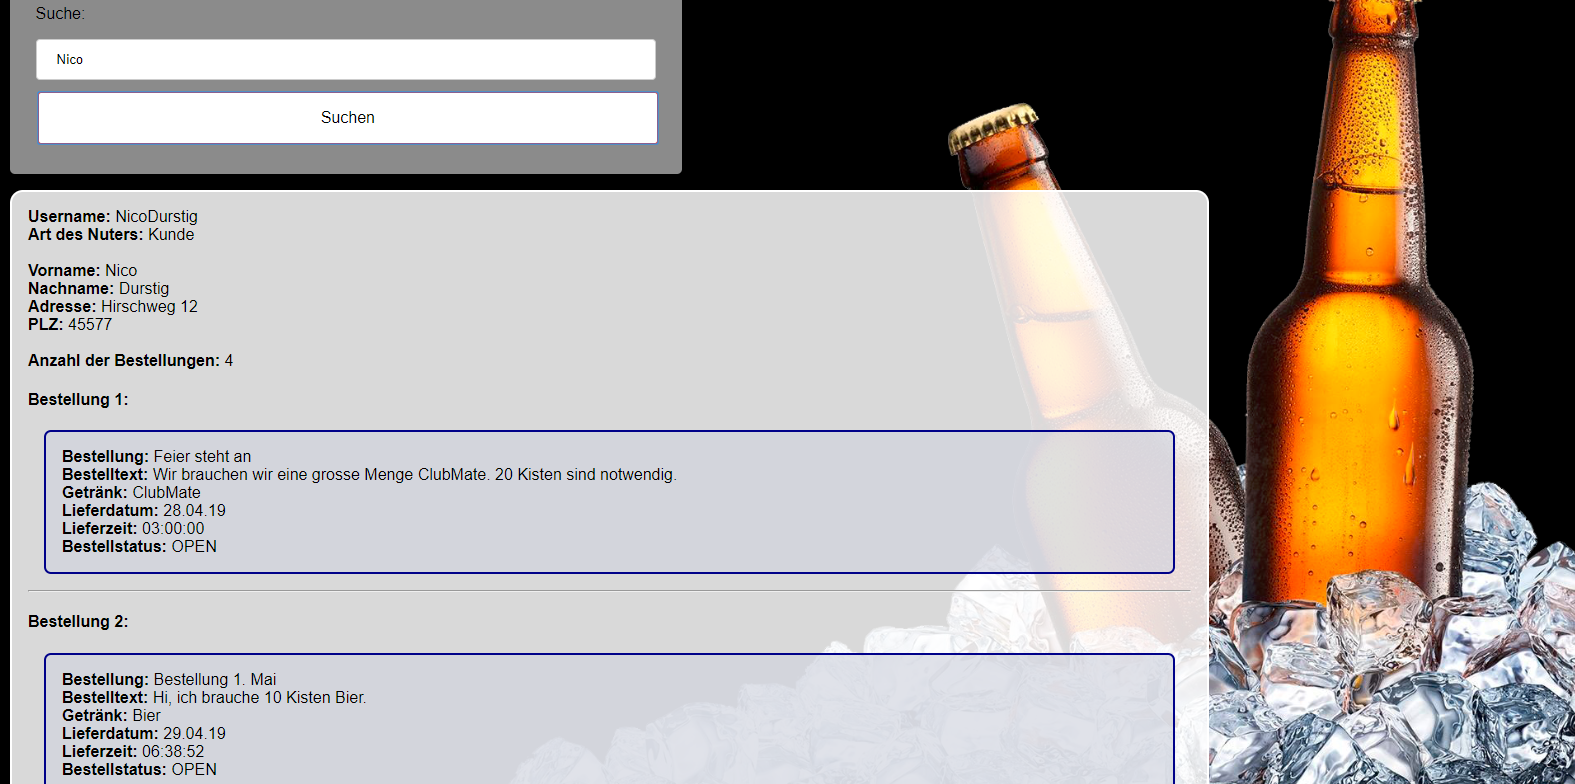 Suche:
Nico
Suchen
Username: NicoDurstig
Art des Nuters: Kunde
Vorname: Nico
Nachname: Durstig
Adresse: Hirschweg 12
PLZ: 45577
Anzahl der Bestellungen: 4
Bestellung 1:
Bestellung: Feier steht an
Bestelltext: Wir brauchen wir eine grosse Menge ClubMate. 20 Kisten sind notwendig.
Getränk: ClubMate
Lieferdatum: 28.04.19
Lieferzeit: 03:00:00
Bestellstatus: OPEN
Bestellung 2:
Bestellung: Bestellung 1. Mai
Bestelltext: Hi, ich brauche 10 Kisten Bier.
Getränk: Bier
Lieferdatum: 29.04.19
Lieferzeit: 06:38:52
Bestellstatus: OPEN